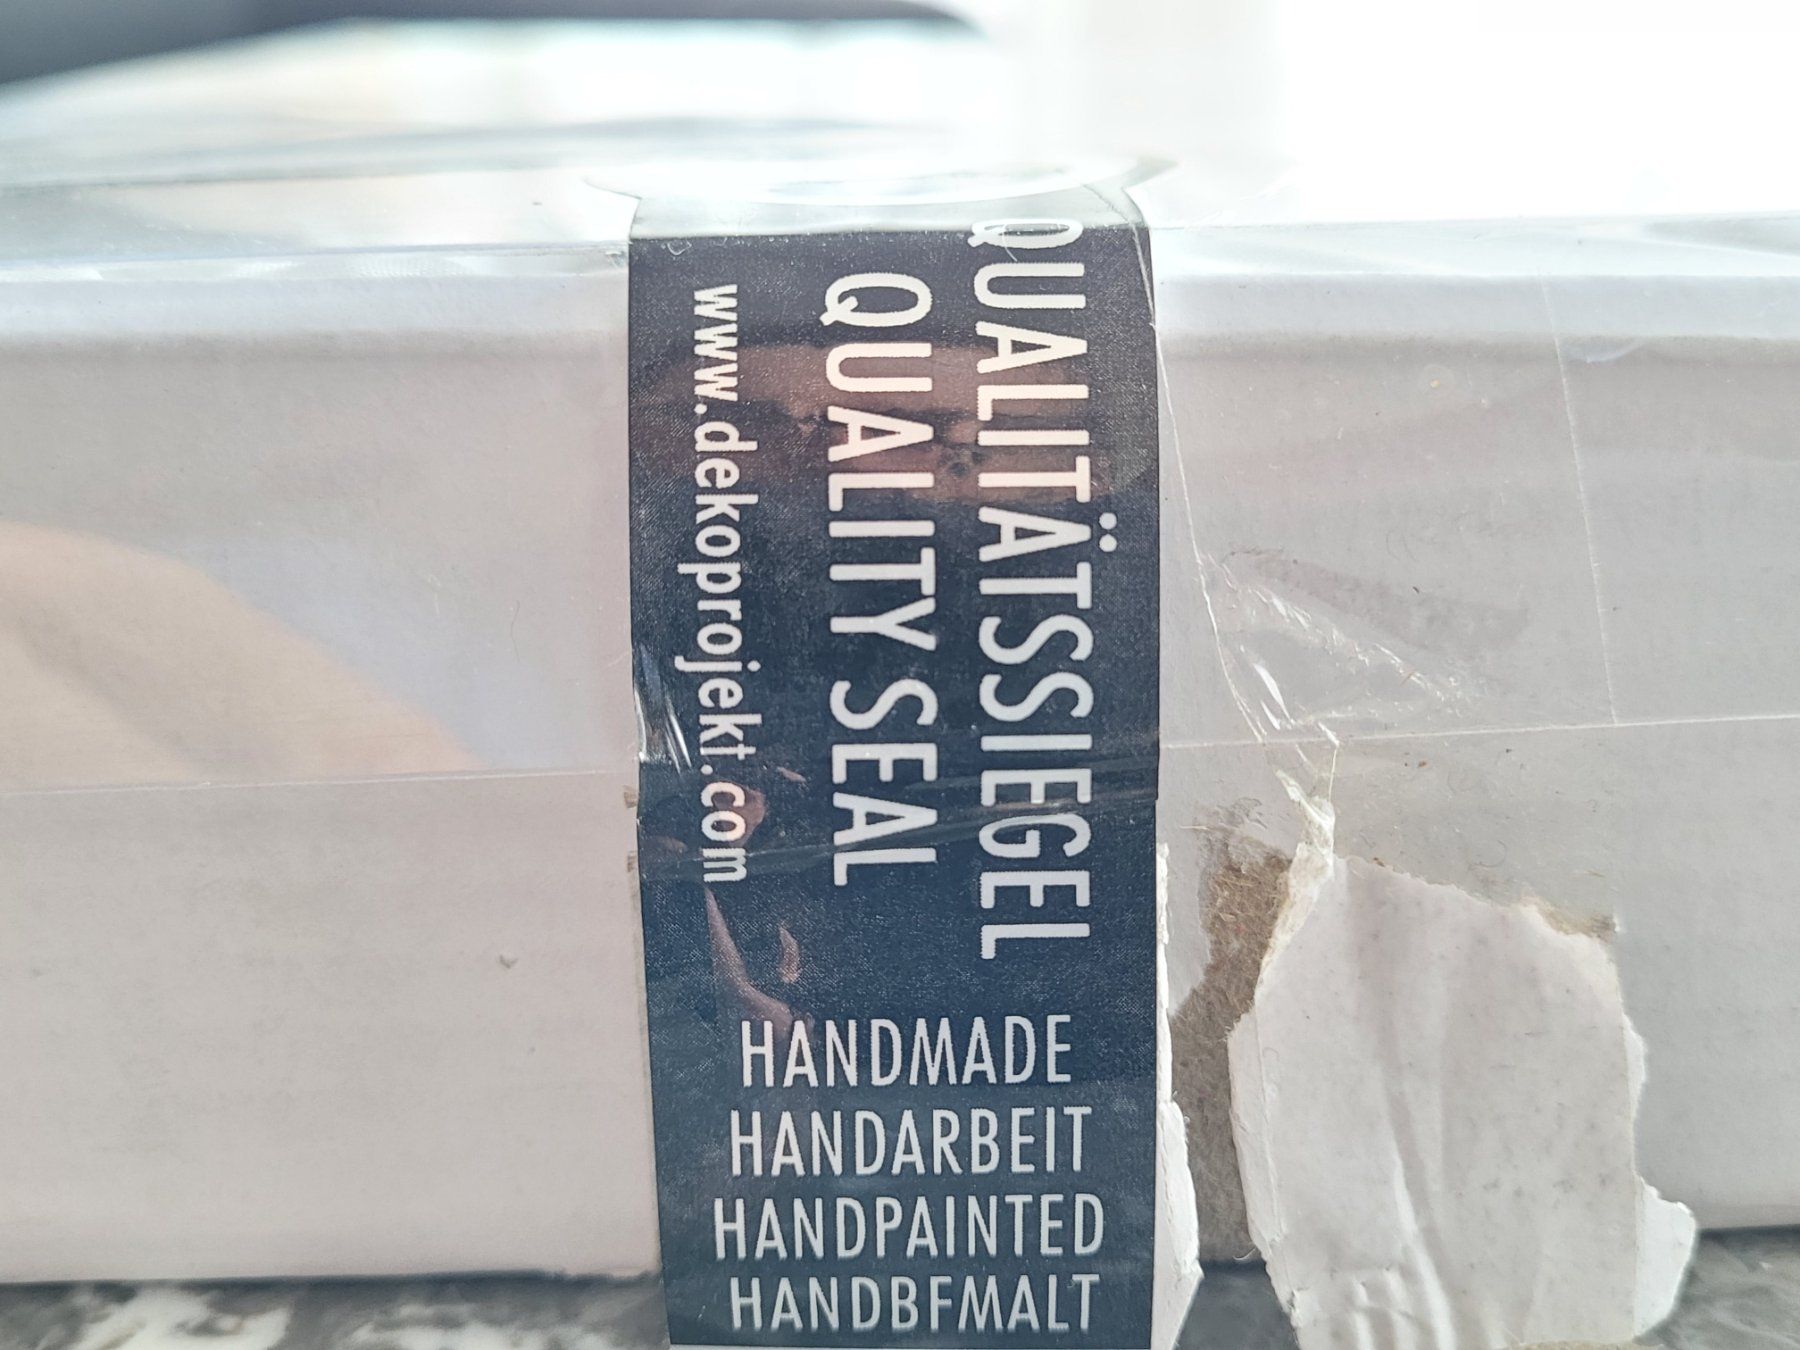 QUALITÄTSSIEGEL
QUALITY SEAL
www.dekoprojekt.com
HANDMADE
HANDARBEIT
HANDPAINTED
HANDBEMALT